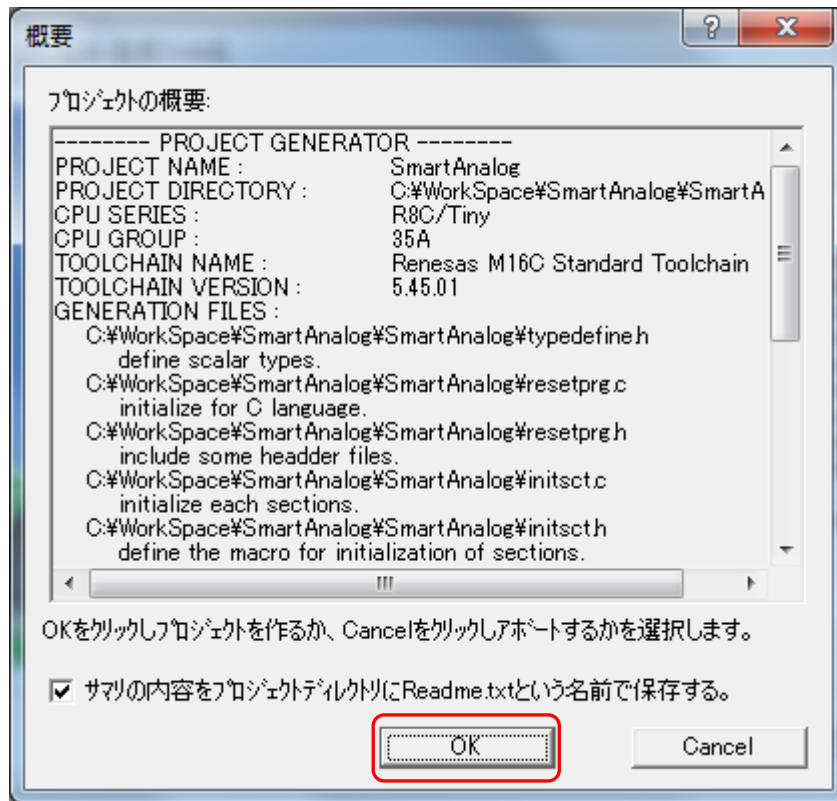 概要
プロジェクトの概要:
-------- PROJECT GENERATOR --------
PROJECT NAME : SmartAnalog
PROJECT DIRECTORY : C:¥WorkSpace¥SmartAnalog¥SmartA
CPU SERIES : R8C/Tiny
CPU GROUP : 35A
TOOLCHAIN NAME : Renesas M16C Standard Toolchain
TOOLCHAIN VERSION : 5.45.01
GENERATION FILES :
C:¥WorkSpace¥SmartAnalog¥SmartAnalog¥typedefine.h
define scalar types.
C:¥WorkSpace¥SmartAnalog¥SmartAnalog¥resetprg.c
initialize for C language.
C:¥WorkSpace¥SmartAnalog¥SmartAnalog¥resetprg.h
include some headder files.
C:¥WorkSpace¥SmartAnalog¥SmartAnalog¥initsct.c
initialize each sections.
C:¥WorkSpace¥SmartAnalog¥SmartAnalog¥initsct.h
define the macro for initialization of sections.
OKをクリックしプロジェクトを作るか、Cancelをクリックしアボートするかを選択します。
サマリの内容をプロジェクトディレクトリにReadme.txtという名前で保存する。
OK Cancel